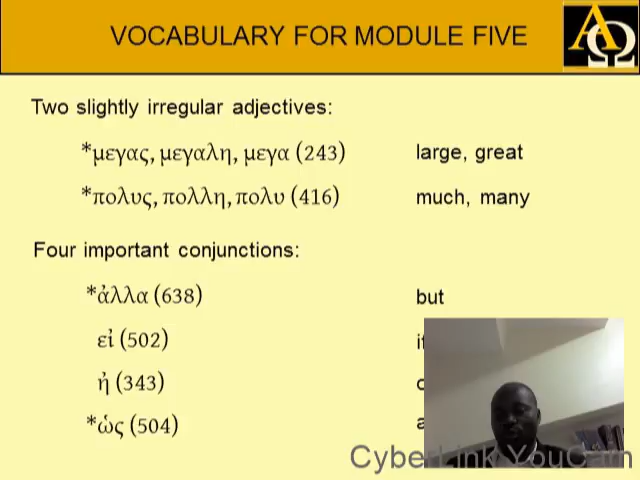 VOCABULARY FOR MODULE FIVE
ΑΩ
Two slightly irregular adjectives:
*μεγας, μεγαλη, μεγα (243) large, great
*πολυς, πολλη, πολυ (416) much, many
Four important conjunctions:
*ἀλλα (638) but
εἰ (502)
ἠ (343)
*ὡς (504)
CyberLink YouCam